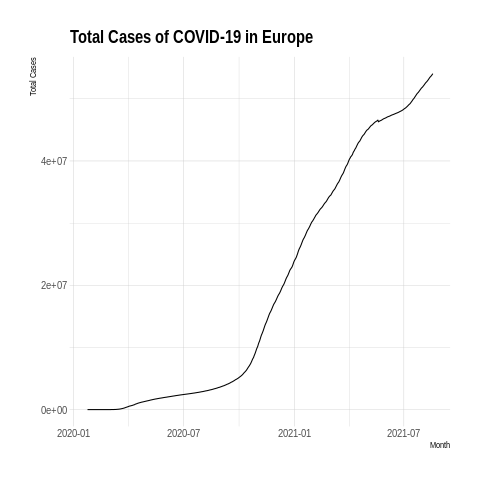 Total Cases of COVID-19 in Europe
Total Cases
4e+07
2e+07
0e+00
2020-01 2020-07 2021-01 2021-07
Month